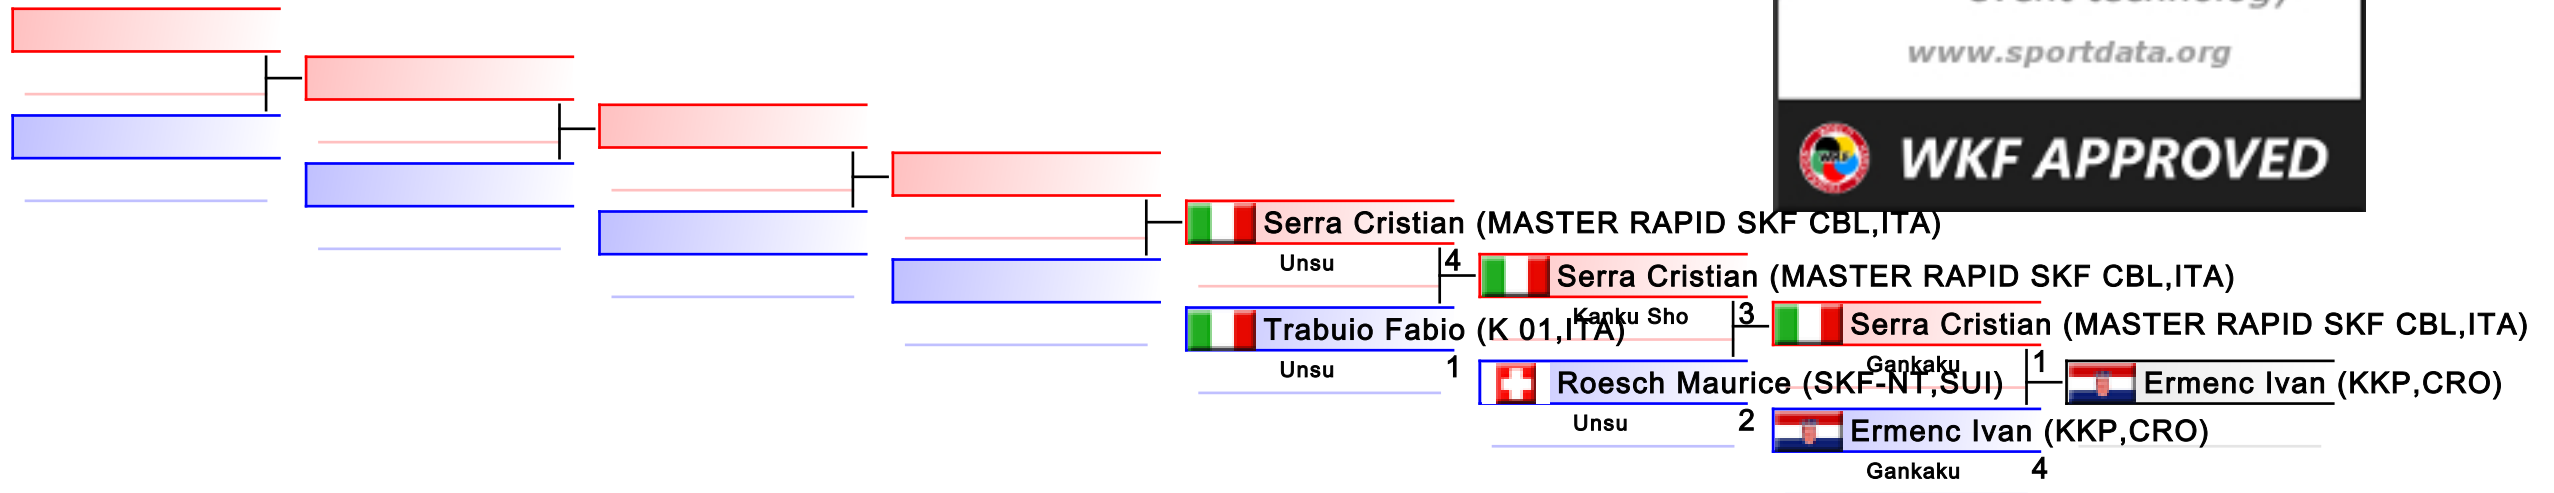 www.sportdata.org
WKF APPROVED
Serra Cristian (MASTER RAPID SKF CBL,ITA)
Unsu
4
Serra Cristian (MASTER RAPID SKF CBL,ITA)
Trabuio Fabio (K 01,ITA)
Kanku Sho
3
Serra Cristian (MASTER RAPID SKF CBL,ITA)
Unsu
1
Roesch Maurice (SKF-NT,SUI)
Gankaku
1
Ermenc Ivan (KKP,CRO)
Unsu
2
Ermenc Ivan (KKP,CRO)
Gankaku
4